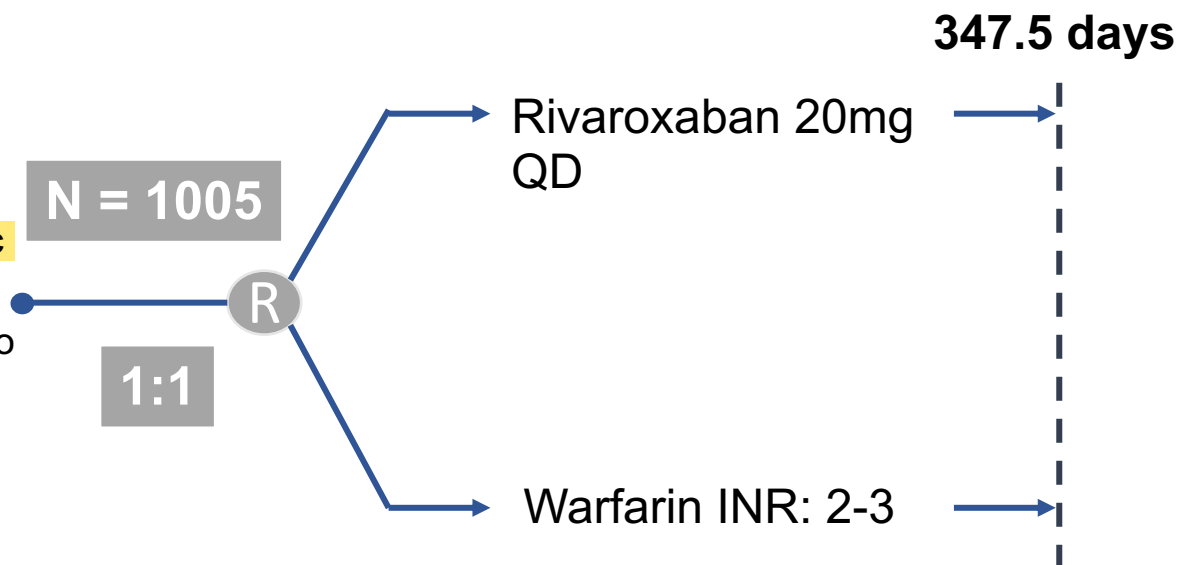 347.5 days
Rivaroxaban 20mg
QD
N = 1005
c
R
o
1:1
Warfarin INR: 2-3